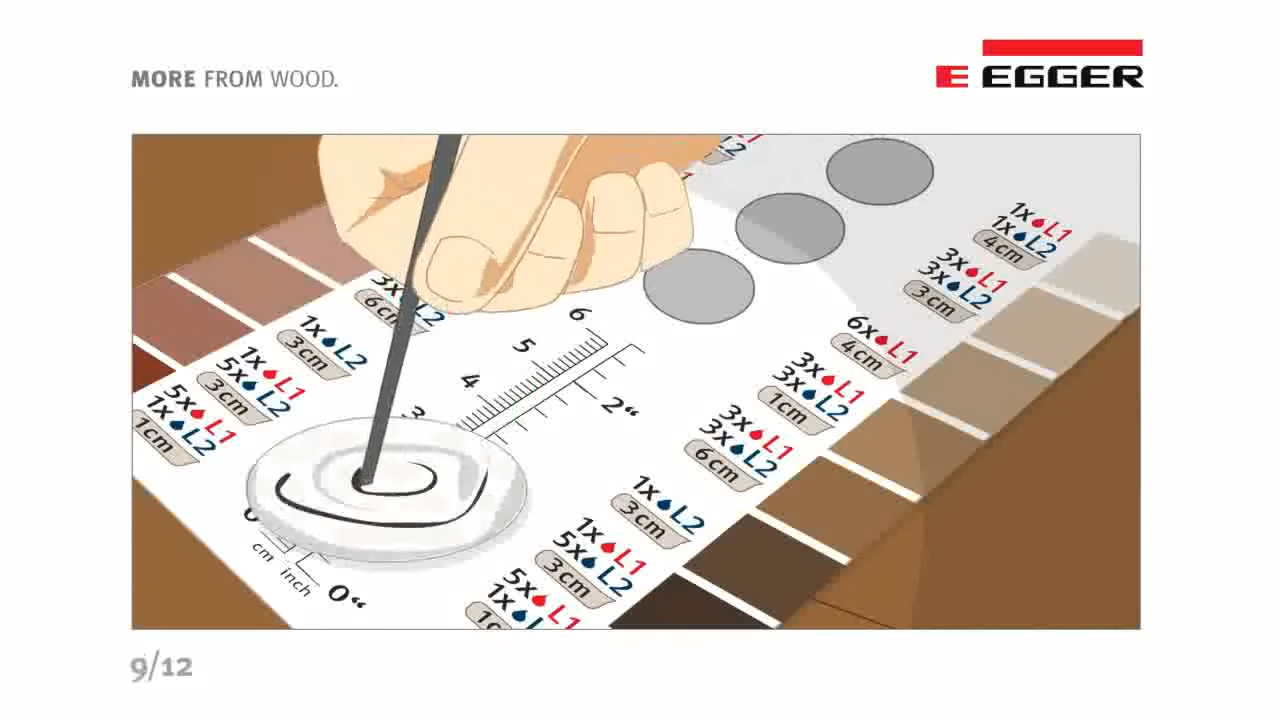 MORE FROM WOOD.
E EGGER
L2
1x L1
1x L2
4cm
3x L1
3x L2
3cm
6x L1
4cm
3x L1
3x L2
1cm
3x L1
3x L2
6cm
1x L2
3cm
1x L1
5x L2
3cm
5x L1
1x L
3x L2
6cm
1x L2
3cm
1x L1
5x L2
3cm
5x L1
1x L2
1cm
6
5
4
3
2“
0
cm
inch
0“
9/12